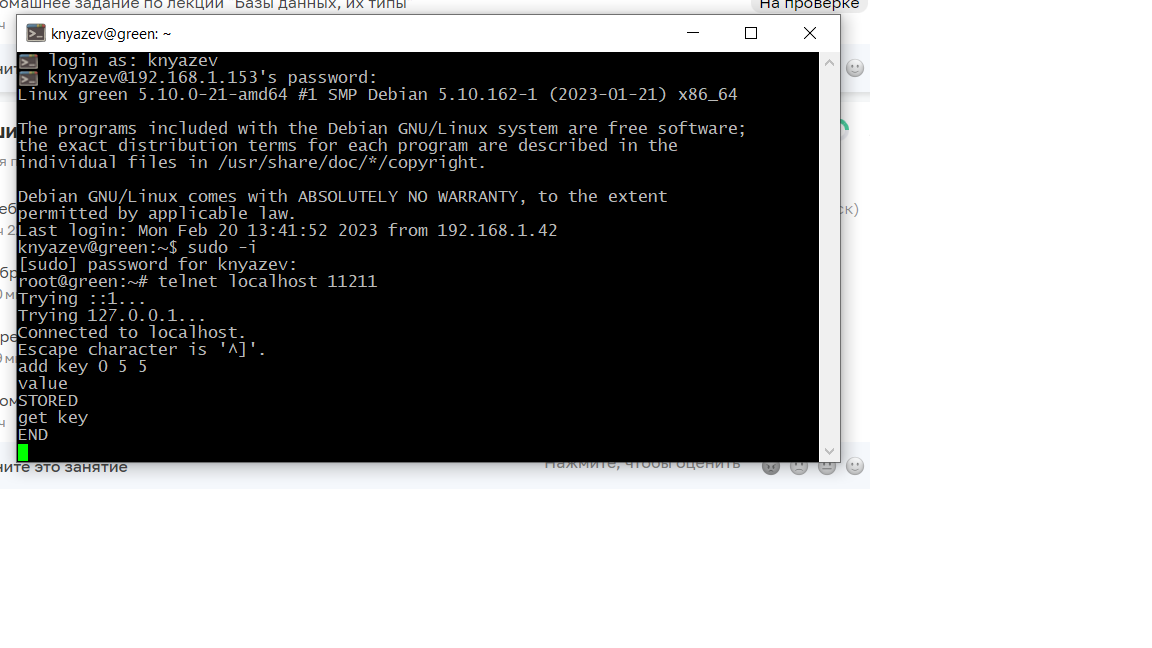 омашнее задание по лекции "Базы данных, их типы
На проверке
knyazev@green: ~
login as: knyazev
knyazev@192.168.1.153's password:
Linux green 5.10.0-21-amd64 #1 SMP Debian 5.10.162-1 (2023-01-21) x86_64
The programs included with the Debian GNU/Linux system are free software;
the exact distribution terms for each program are described in the
individual files in /usr/share/doc/*/copyright.
Debian GNU/Linux comes with ABSOLUTELY NO WARRANTY, to the extent
permitted by applicable law.
Last login: Mon Feb 20 13:41:52 2023 from 192.168.1.42
knyazev@green:~$ sudo -i
[sudo] password for knyazev:
root@green:~# telnet localhost 11211
Trying ::1...
Trying 127.0.0.1...
Connected to localhost.
Escape character is '^]'.
add key 0 5 5
value
STORED
get key
END
ните это занятие
Нажмите, чтобы оценить